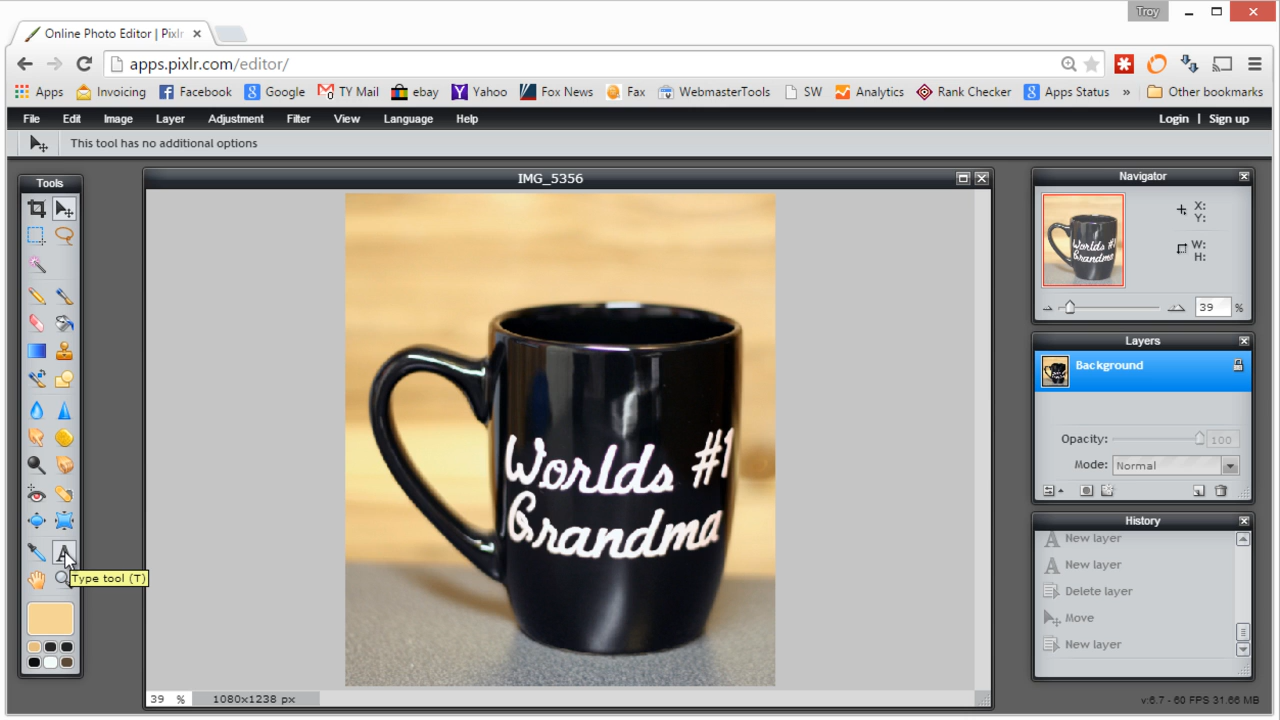 Troy
Online Photo Editor | Pixlr
apps.pixlr.com/editor/
Apps Invoicing Facebook Google TY Mail ebay Yahoo Fox News Fax WebmasterTools SW Analytics Rank Checker Apps Status » Other bookmarks
File Edit Image Layer Adjustment Filter View Language Help Login | Sign up
This tool has no additional options
Tools
IMG_5356
Navigator
X:
Y:
W:
H:
39 %
Worlds #1
Grandma
Layers
Background
Opacity: 100
Mode: Normal
History
New layer
New layer
Delete layer
Move
New layer
Type tool (T)
39 % 1080x1238 px
v:6.7 - 60 FPS 31.66 MB